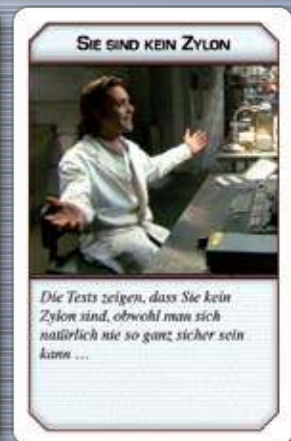 SIE SIND KEIN ZYLON
Die Tests zeigen, dass Sie kein
Zylon sind, obwohl man sich
natürlich nie so ganz sicher sein
kann ...